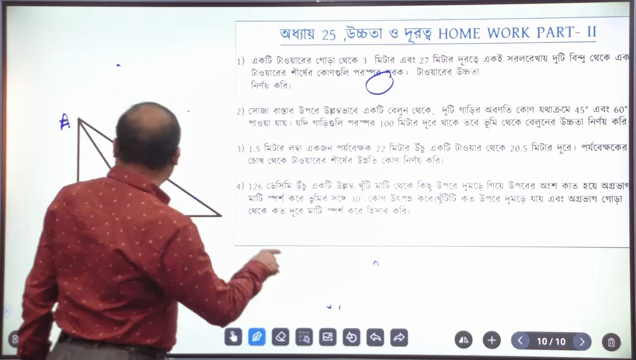 অধ্যায় 25 ,উচ্চতা ও দূরত্ব HOME WORK PART- II
1) একটি টাওয়ারের গোড়া থেকে 3 মিটার এবং 27 মিটার দূরত্বে একই সরলরেখায় দুটি বিন্দু থেকে এক
টাওয়ারের শীর্ষের কোণগুলি পরস্পর পূরক। টাওয়ারের উচ্চতা
নির্ণয় করি।
2) সোজা রাস্তার উপরে উল্লম্বভাবে একটি বেলুন থেকে, দুটি গাড়ির অবণতি কোণ যথাক্রমে 45° এবং 60°
পাওয়া যায়। যদি গাড়িগুলি পরস্পর 100 মিটার দূরে থাকে তবে ভূমি থেকে বেলুনের উচ্চতা নির্ণয় করি
3) 1.5 মিটার লম্বা একজন পর্যবেক্ষক 22 মিটার উঁচু একটি টাওয়ার থেকে 20.5 মিটার দূরে। পর্যবেক্ষকের
চোখ থেকে টাওয়ারের শীর্ষের উন্নতি কোণ নির্ণয় করি।
4) 126 ডেসিমি উঁচু একটি উল্লম্ব খুঁটি মাটি থেকে কিছু উপরে দুমড়ে গিয়ে উপরের অংশ কাত হয়ে অগ্রভাগ
মাটি স্পর্শ করে ভূমির সঙ্গে 30° কোণ উৎপন্ন করে।খুঁটিটি কত উপরে দুমড়ে যায় এবং অগ্রভাগ গোড়া
থেকে কত দূরে মাটি স্পর্শ করে হিসাব করি।
A
10 / 10